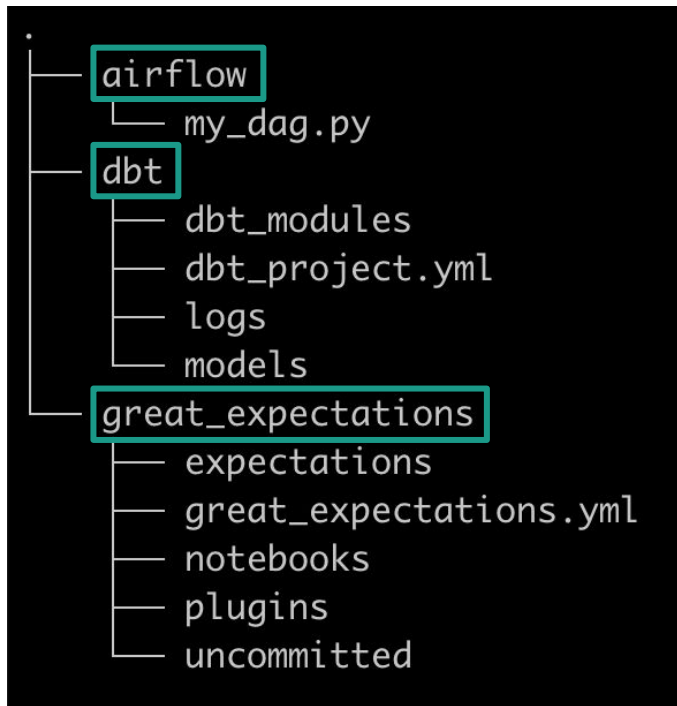 .
airflow
my_dag.py
dbt
dbt_modules
dbt_project.yml
logs
models
great_expectations
expectations
great_expectations.yml
notebooks
plugins
uncommitted